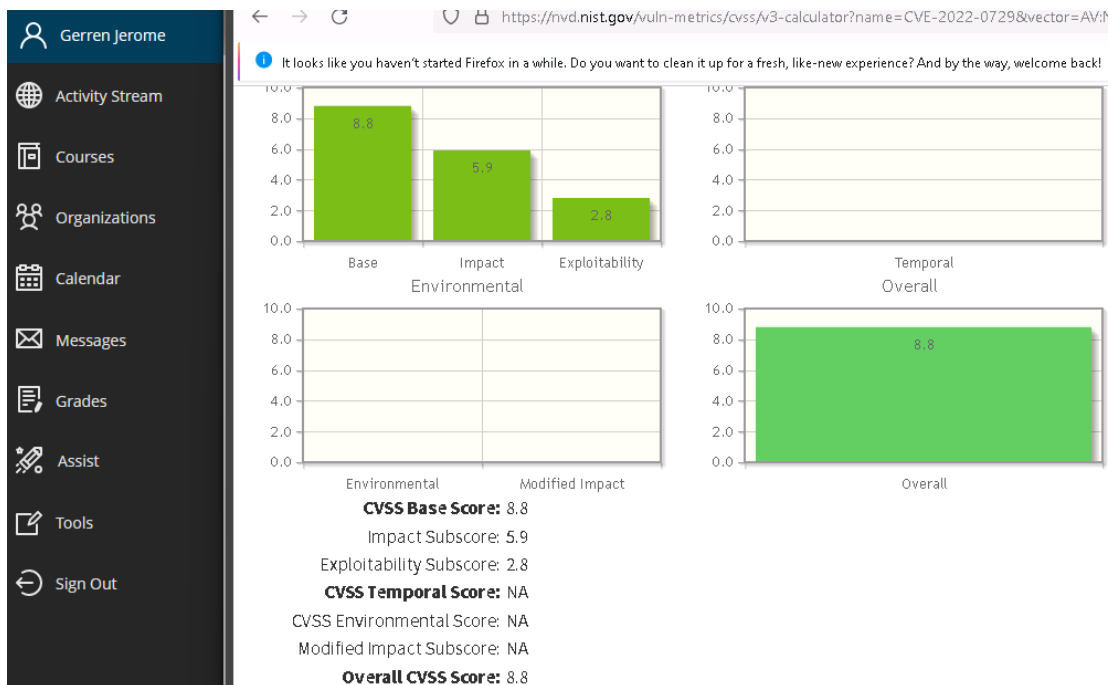 Gerren Jerome
Activity Stream
Courses
Organizations
Calendar
Messages
Grades
Assist
Tools
Sign Out
https://nvd.nist.gov/vuln-metrics/cvss/v3-calculator?name=CVE-2022-0729&vector=AV:N
It looks like you haven't started Firefox in a while. Do you want to clean it up for a fresh, like-new experience? And by the way, welcome back!
10.0
8.0
6.0
4.0
2.0
0.0
8.8
5.9
2.8
Base Impact Exploitability
10.0
8.0
6.0
4.0
2.0
0.0
Temporal
Environmental
10.0
8.0
6.0
4.0
2.0
0.0
Environmental Modified Impact
Overall
10.0
8.0
6.0
4.0
2.0
0.0
8.8
Overall
CVSS Base Score: 8.8
Impact Subscore: 5.9
Exploitability Subscore: 2.8
CVSS Temporal Score: NA
CVSS Environmental Score: NA
Modified Impact Subscore: NA
Overall CVSS Score: 8.8